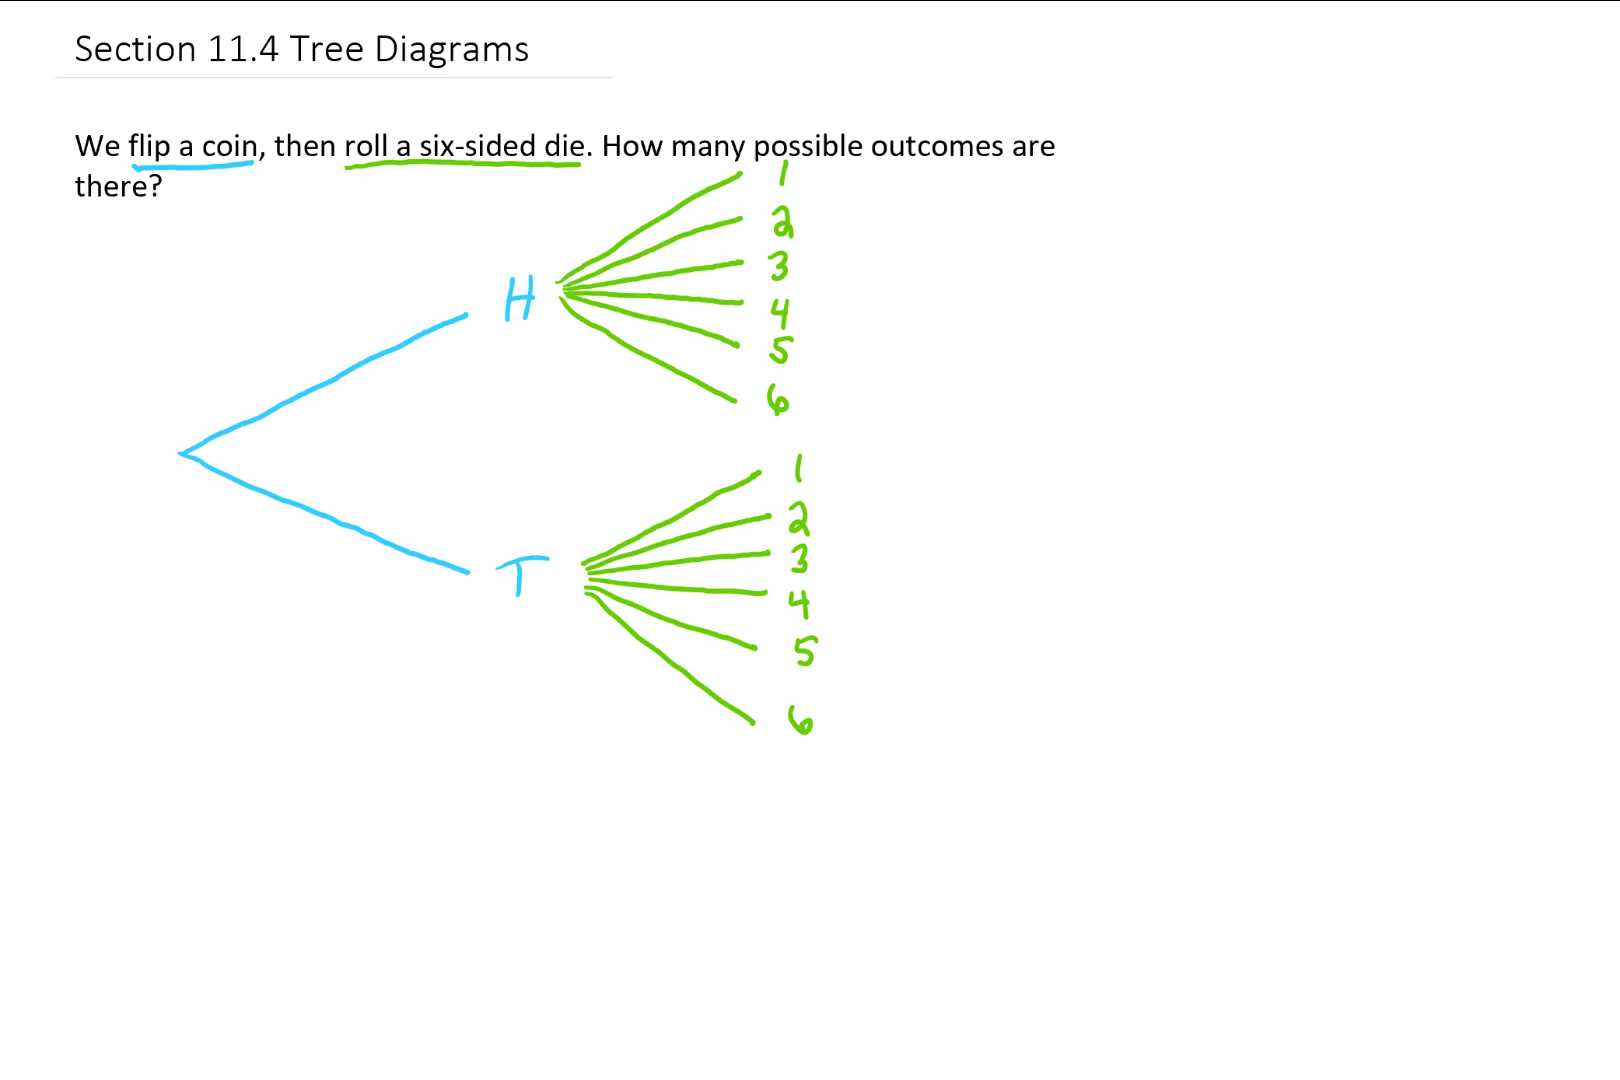 Section 11.4 Tree Diagrams
We flip a coin, then roll a six-sided die. How many possible outcomes are
there?
1
2
3
H
4
5
6
1
2
3
T
4
5
6